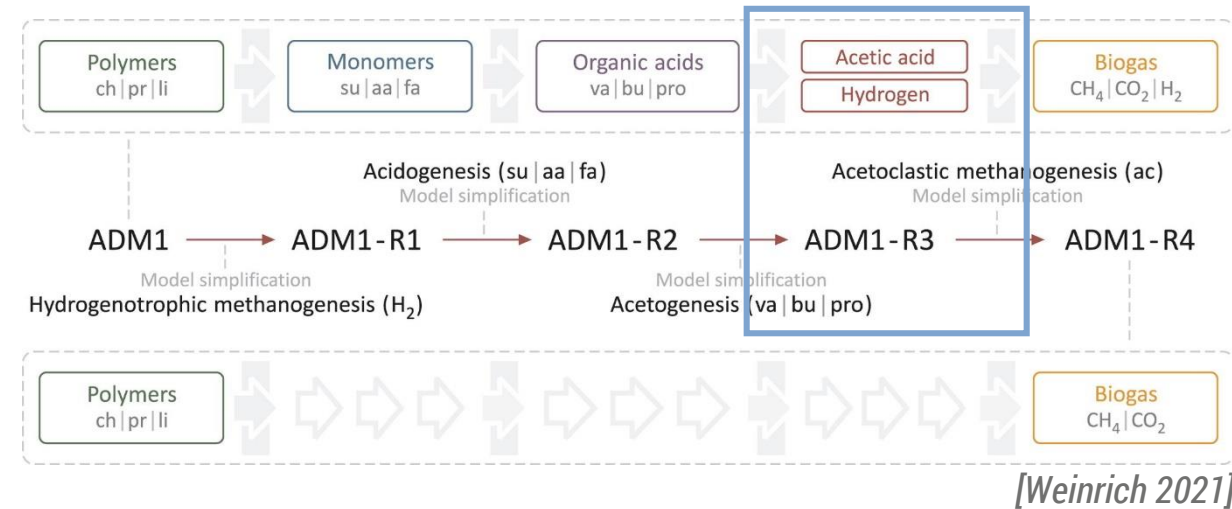 Polymers
ch|pr|li
Monomers
su|aa|fa
Organic acids
va|bu|pro
Acetic acid
Hydrogen
Biogas
CH₄|CO₂|H₂
Acidogenesis (su|aa|fa)
Model simplification
Acetoclastic methanogenesis (ac)
Model simplification
ADM1
ADM1-R1
ADM1-R2
ADM1-R3
ADM1-R4
Model simplification
Hydrogenotrophic methanogenesis (H₂)
Model simplification
Acetogenesis (va|bu|pro)
Polymers
ch|pr|li
Biogas
CH₄|CO₂
[Weinrich 2021]